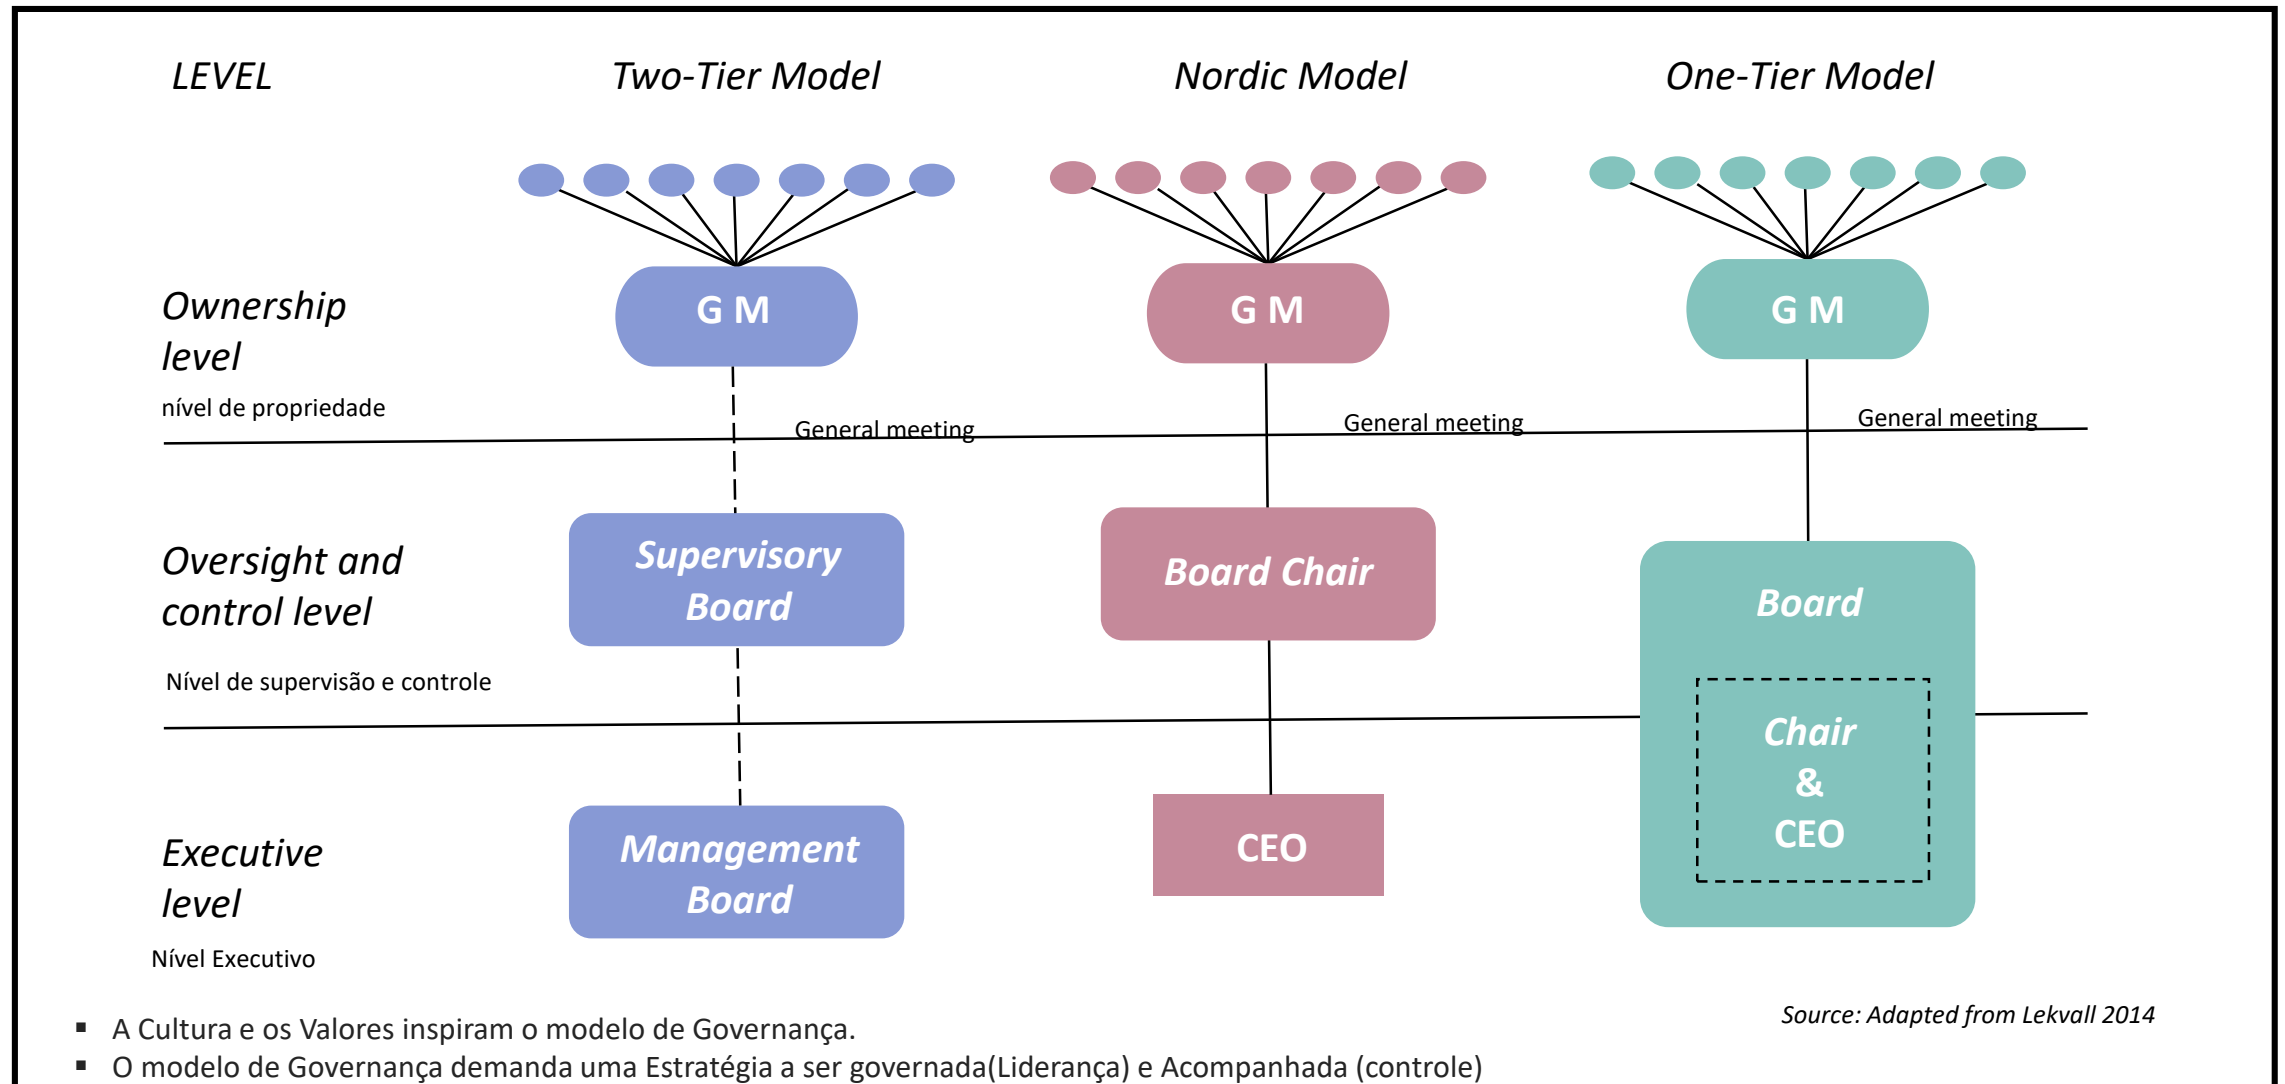 LEVEL
Two-Tier Model
Nordic Model
One-Tier Model
Ownership
level
nível de propriedade
G M
G M
G M
General meeting
General meeting
General meeting
Oversight and
control level
Nível de supervisão e controle
Supervisory
Board
Board Chair
Board
Chair
&
CEO
Executive
level
Nível Executivo
Management
Board
CEO
Source: Adapted from Lekvall 2014
▪ A Cultura e os Valores inspiram o modelo de Governança.
▪ O modelo de Governança demanda uma Estratégia a ser governada(Liderança) e Acompanhada (controle)